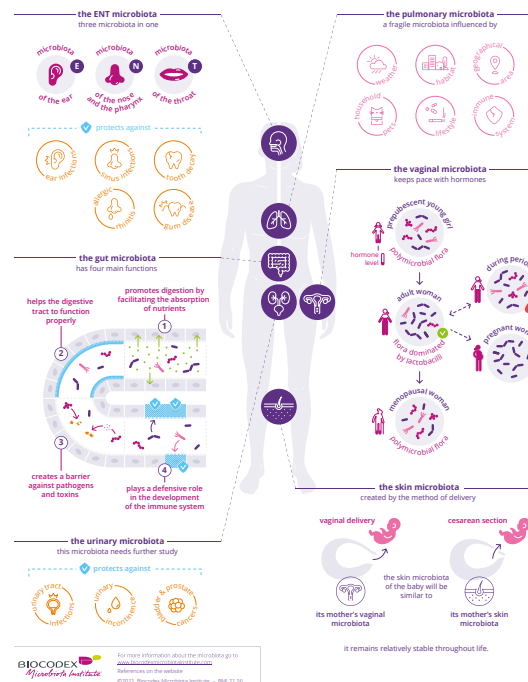 the ENT microbiota
three microbiota in one
microbiota
E
of the ear
microbiota
N
of the nose
and the pharynx
microbiota
T
of the throat
protects against
ear infections
sinus infections
tooth decay
allergic
rhinitis
gum disease
the gut microbiota
has four main functions
promotes digestion by
facilitating the absorption
of nutrients
helps the digestive
tract to function
properly
1
2
3
4
creates a barrier
against pathogens
and toxins
plays a defensive role
in the development
of the immune system
the urinary microbiota
this microbiota needs further study
protects against
urinary tract
infections
urinary
incontinence
bladder & prostate
cancers
the pulmonary microbiota
a fragile microbiota influenced by
weather
habitat
geographical
area
household
pets
lifestyle
immune
system
the vaginal microbiota
keeps pace with hormones
prepubescent young girl
polymicrobial flora
hormone
level
adult woman
flora dominated
by lactobacilli
during perio
pregnant wom
menopausal woman
polymicrobial flora
the skin microbiota
created by the method of delivery
vaginal delivery
cesarean section
the skin microbiota
of the baby will be
similar to
its mother's vaginal
microbiota
its mother's skin
microbiota
it remains relatively stable throughout life.
BIOCODEX
Microbiota Institute
For more information about the microbiota go to
www.biocodexmicrobiotainstitute.com
References on the website
©2021, Biocodex Microbiota Institute – BMI 21.26